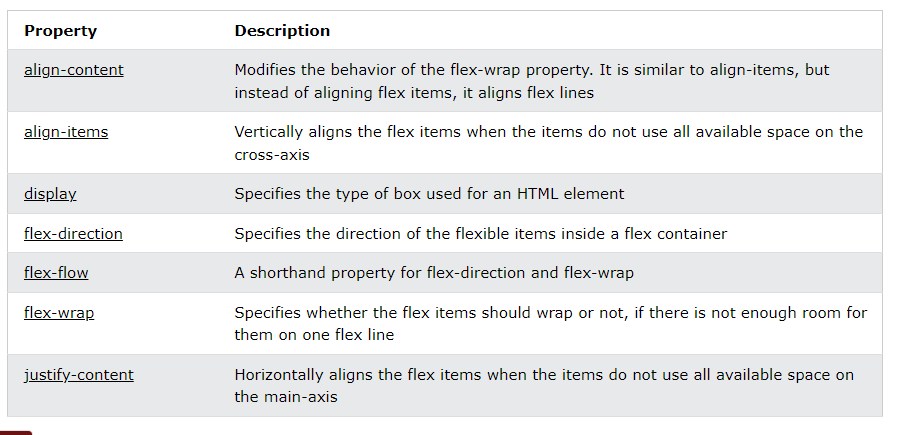 Property Description
align-content Modifies the behavior of the flex-wrap property. It is similar to align-items, but
instead of aligning flex items, it aligns flex lines
align-items Vertically aligns the flex items when the items do not use all available space on the
cross-axis
display Specifies the type of box used for an HTML element
flex-direction Specifies the direction of the flexible items inside a flex container
flex-flow A shorthand property for flex-direction and flex-wrap
flex-wrap Specifies whether the flex items should wrap or not, if there is not enough room for
them on one flex line
justify-content Horizontally aligns the flex items when the items do not use all available space on
the main-axis